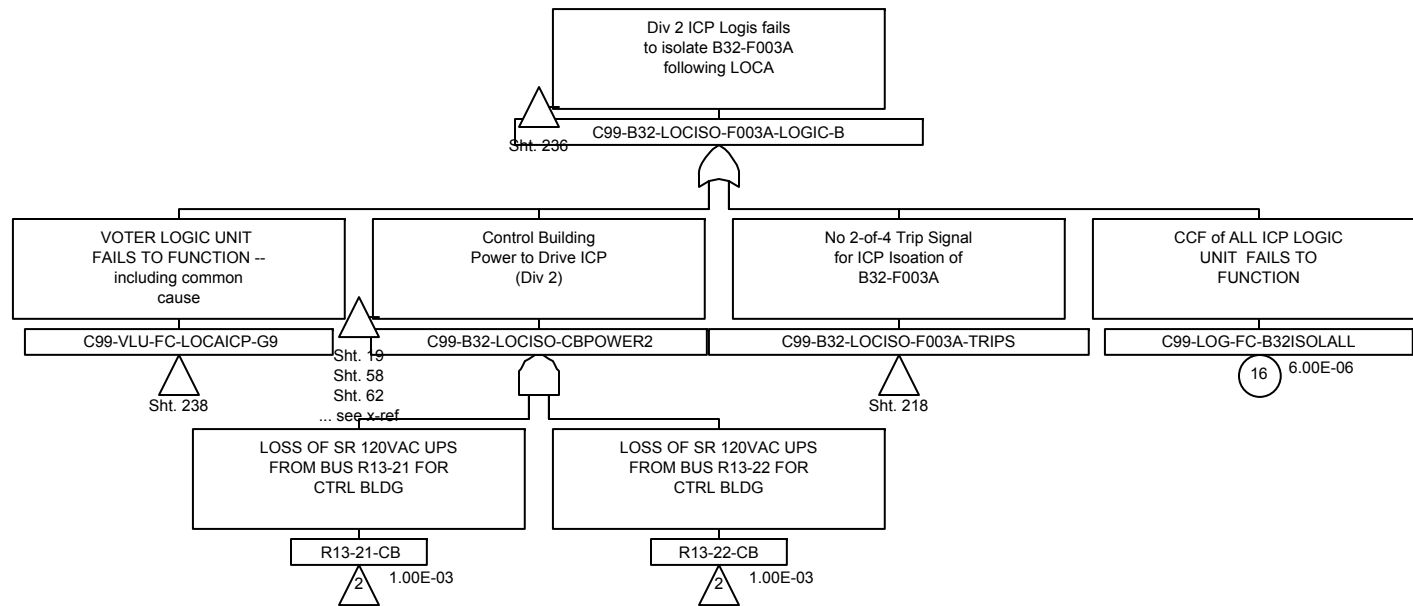 Div 2 ICP Logis fails
to isolate B32-F003A
following LOCA
C99-B32-LOCISO-F003A-LOGIC-B
Sht. 236
VOTER LOGIC UNIT
FAILS TO FUNCTION --
including common
cause
C99-VLU-FC-LOCAICP-G9
Sht. 238
Control Building
Power to Drive ICP
(Div 2)
C99-B32-LOCISO-CBPOWER2
Sht. 19
Sht. 58
Sht. 62
... see x-ref
No 2-of-4 Trip Signal
for ICP Isoation of
B32-F003A
C99-B32-LOCISO-F003A-TRIPS
Sht. 218
CCF of ALL ICP LOGIC
UNIT FAILS TO
FUNCTION
C99-LOG-FC-B32ISOLALL
16
6.00E-06
LOSS OF SR 120VAC UPS
FROM BUS R13-21 FOR
CTRL BLDG
R13-21-CB
2
1.00E-03
LOSS OF SR 120VAC UPS
FROM BUS R13-22 FOR
CTRL BLDG
R13-22-CB
2
1.00E-03